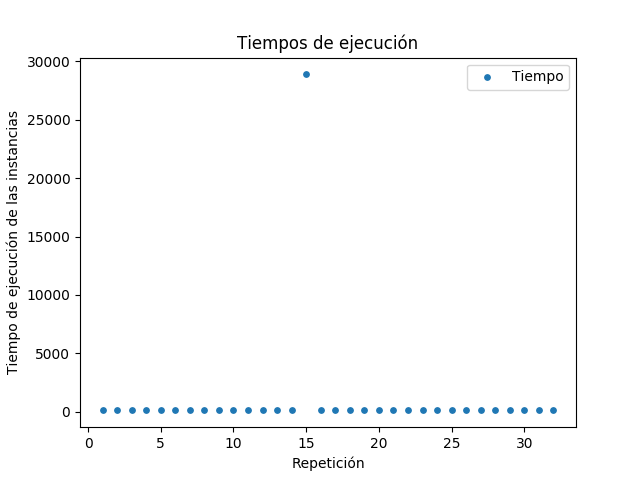 Tiempos de ejecución
Tiempo
Tiempo de ejecución de las instancias
30000
25000
20000
15000
10000
5000
0
0 5 10 15 20 25 30
Repetición